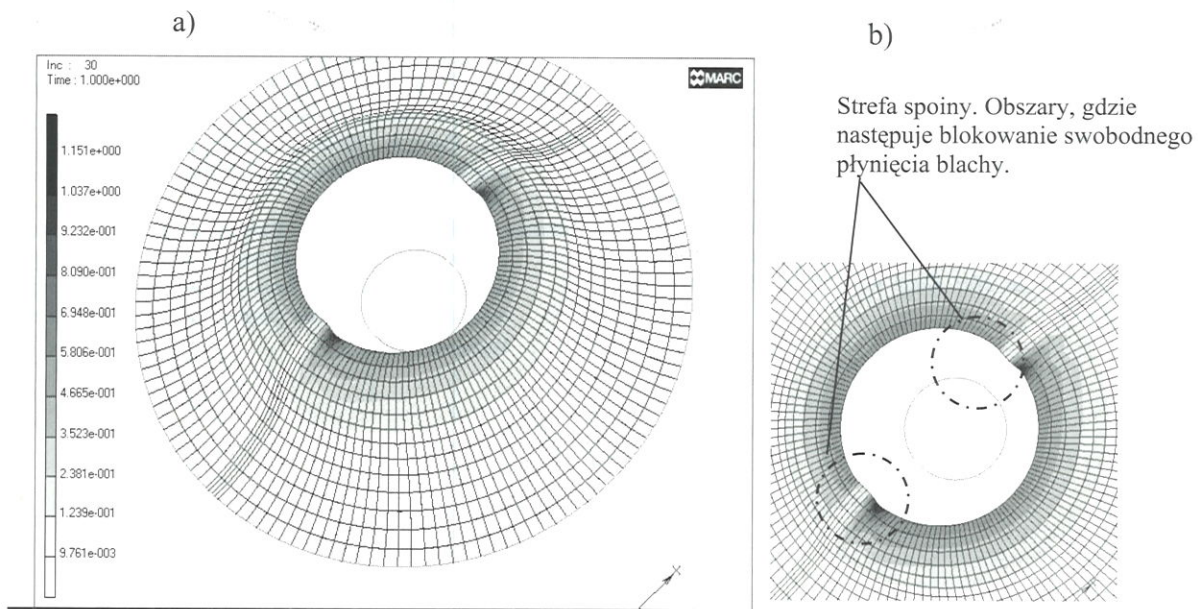 a)
b)
Inc : 30
Time : 1.000e+000
MARC
1.151e+000
1.037e+000
9.232e-001
8.090e-001
6.948e-001
5.806e-001
4.665e-001
3.523e-001
2.381e-001
1.239e-001
9.761e-003
X
Strefa spoiny. Obszary, gdzie
następuje blokowanie swobodnego
płynięcia blachy.